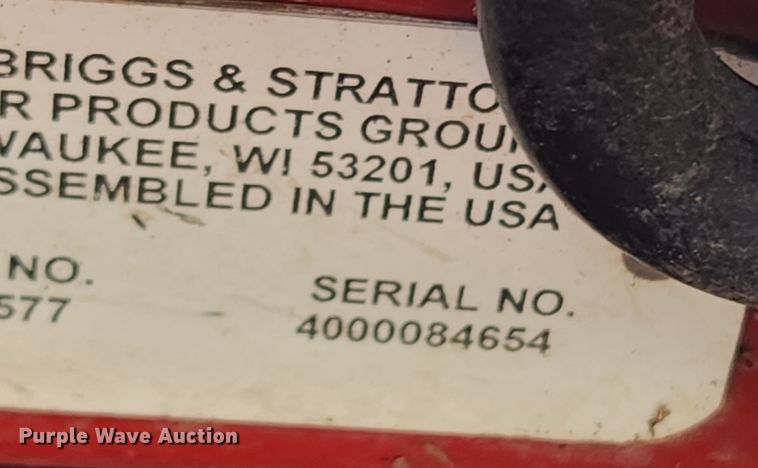 BRIGGS & STRATTO
R PRODUCTS GROU
WAUKEE, WI 53201, USA
SSEMBLED IN THE USA
NO.
577
SERIAL NO.
4000084654
Purple Wave Auction